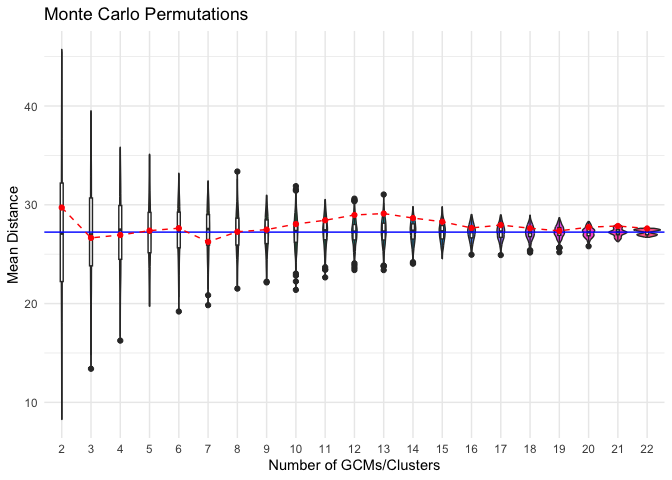 Monte Carlo Permutations
Mean Distance
40
30
20
10
2 3 4 5 6 7 8 9 10 11 12 13 14 15 16 17 18 19 20 21 22
Number of GCMs/Clusters